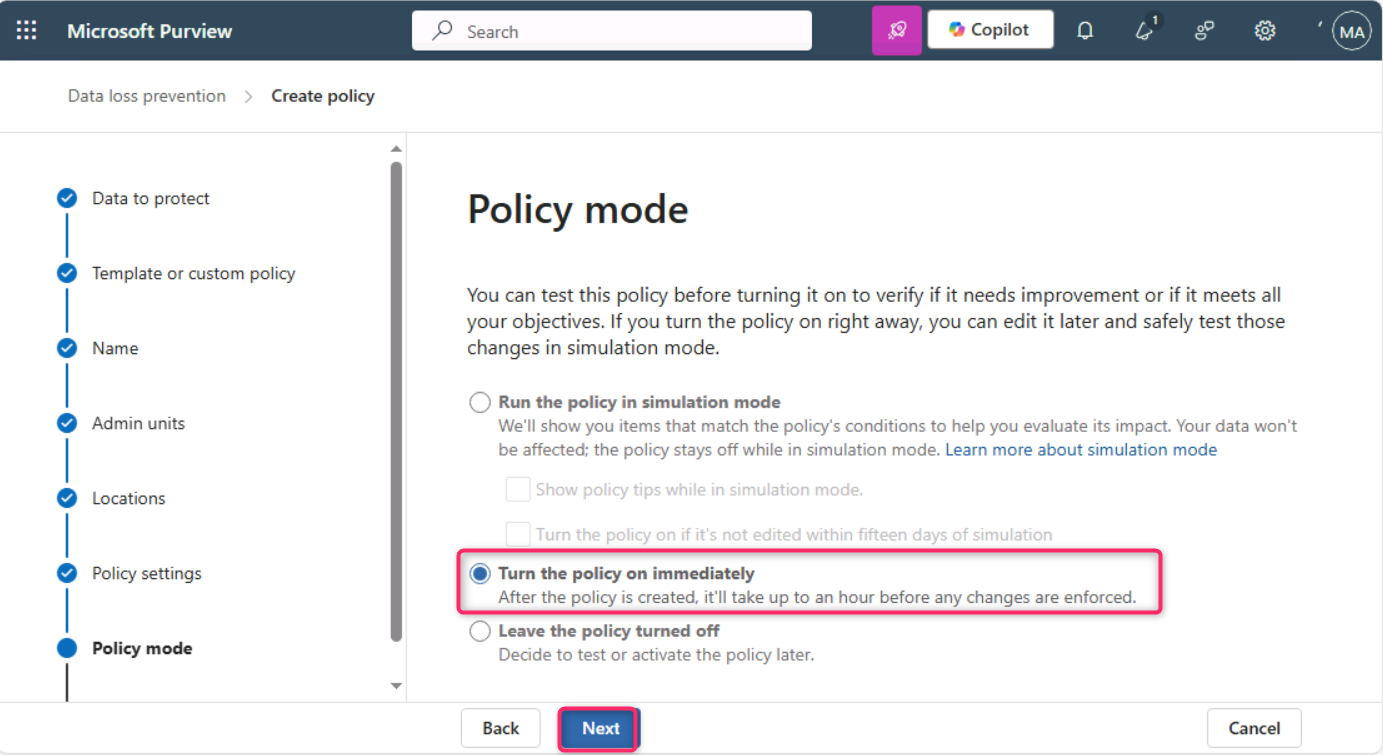 Microsoft Purview
Search
Copilot
1
MA
Data loss prevention > Create policy
Data to protect
Template or custom policy
Name
Admin units
Locations
Policy settings
Policy mode
Policy mode
You can test this policy before turning it on to verify if it needs improvement or if it meets all
your objectives. If you turn the policy on right away, you can edit it later and safely test those
changes in simulation mode.
Run the policy in simulation mode
We'll show you items that match the policy's conditions to help you evaluate its impact. Your data won't
be affected; the policy stays off while in simulation mode. Learn more about simulation mode
Show policy tips while in simulation mode.
Turn the policy on if it's not edited within fifteen days of simulation
Turn the policy on immediately
After the policy is created, it'll take up to an hour before any changes are enforced.
Leave the policy turned off
Decide to test or activate the policy later.
Back
Next
Cancel